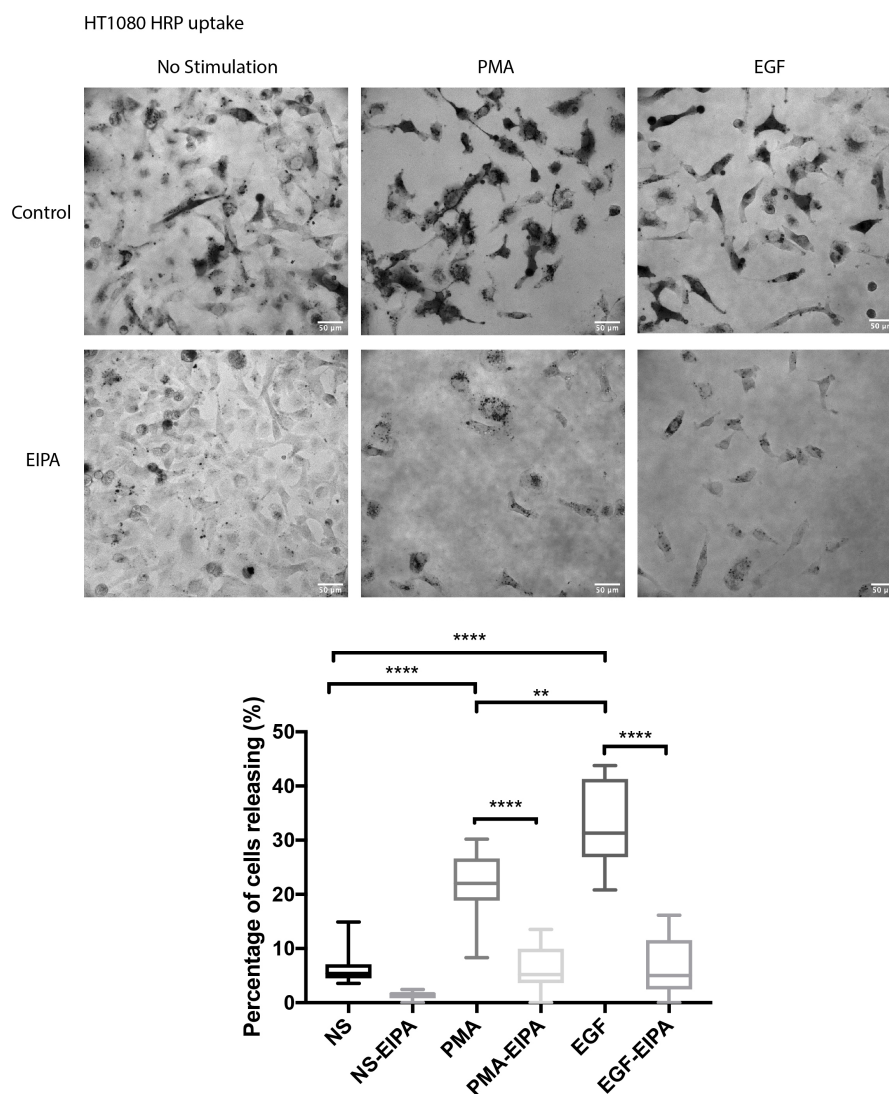 HT1080 HRP uptake
No Stimulation PMA EGF
Control
50 µm 50 µm 50 µm
EIPA
50 µm 50 µm 50 µm
****
****
**
****
****
Percentage of cells releasing (%)
50
40
30
20
10
0
NS NS-EIPA PMA PMA-EIPA EGF EGF-EIPA